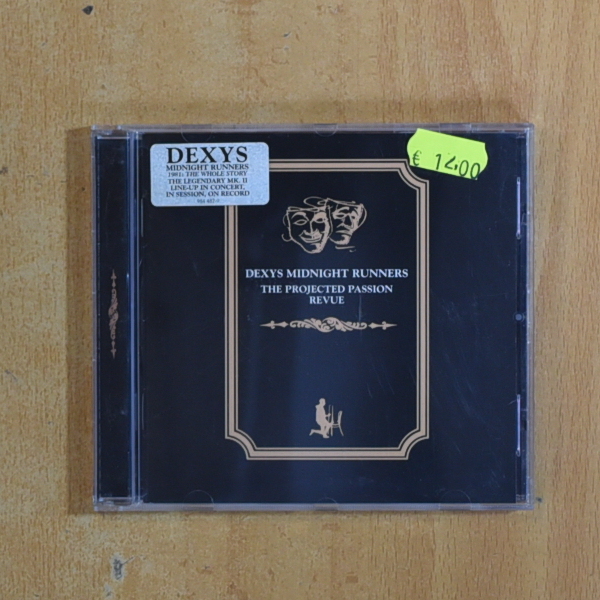 DEXYS
MIDNIGHT RUNNERS
1981: THE WHOLE STORY
THE LEGENDARY MK. II
LINE-UP IN CONCERT,
IN SESSION, ON RECORD
€ 12.00
DEXYS MIDNIGHT RUNNERS
THE PROJECTED PASSION
REVUE